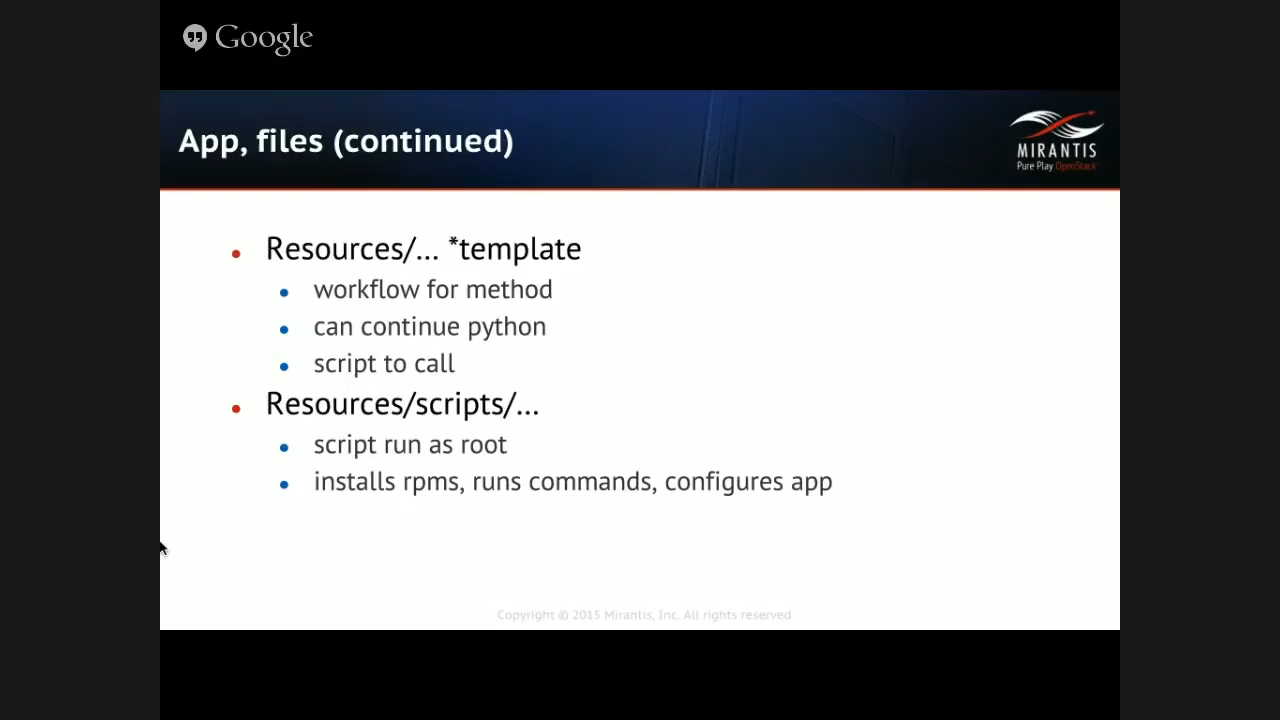 Google
App, files (continued)
MIRANTIS
Pure Play OpenStack
Resources/... *template
workflow for method
can continue python
script to call
Resources/scripts/...
script run as root
installs rpms, runs commands, configures app
Copyright © 2015 Mirantis, Inc. All rights reserved